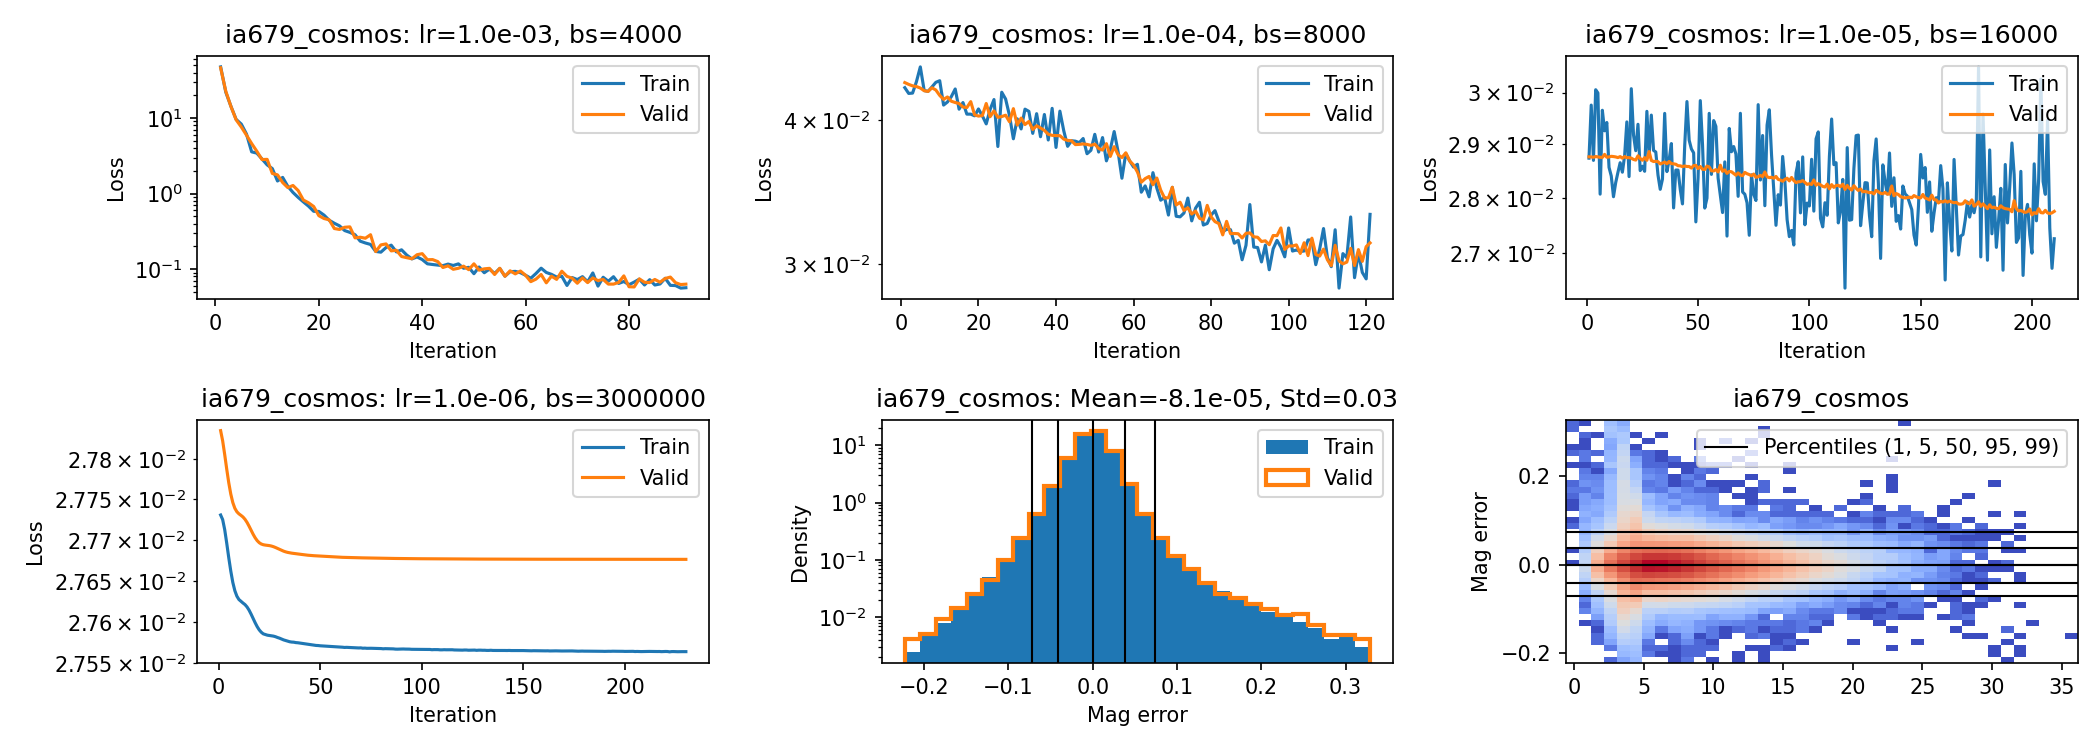 ia679_cosmos: lr=1.0e-03, bs=4000
Loss
10¹
10⁰
10⁻¹
Train
Valid
0 20 40 60 80
Iteration
ia679_cosmos: lr=1.0e-04, bs=8000
Loss
4 × 10⁻²
3 × 10⁻²
Train
Valid
0 20 40 60 80 100 120
Iteration
ia679_cosmos: lr=1.0e-05, bs=16000
Loss
3 × 10⁻²
2.9 × 10⁻²
2.8 × 10⁻²
2.7 × 10⁻²
Train
Valid
0 50 100 150 200
Iteration
ia679_cosmos: lr=1.0e-06, bs=3000000
Loss
2.78 × 10⁻²
2.775 × 10⁻²
2.77 × 10⁻²
2.765 × 10⁻²
2.76 × 10⁻²
2.755 × 10⁻²
Train
Valid
0 50 100 150 200
Iteration
ia679_cosmos: Mean=-8.1e-05, Std=0.03
Density
10¹
10⁰
10⁻¹
10⁻²
Train
Valid
−0.2 −0.1 0.0 0.1 0.2 0.3
Mag error
ia679_cosmos
Mag error
0.2
0.0
−0.2
Percentiles (1, 5, 50, 95, 99)
0 5 10 15 20 25 30 35